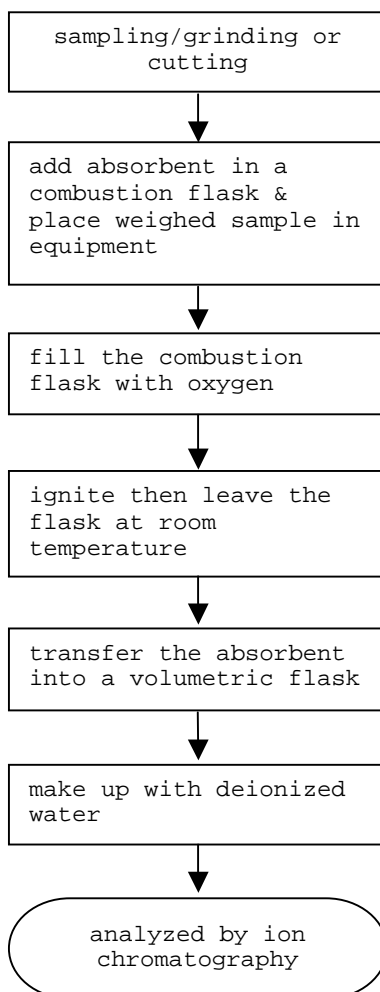 sampling/grinding or
cutting
add absorbent in a
combustion flask &
place weighed sample in
equipment
fill the combustion
flask with oxygen
ignite then leave the
flask at room
temperature
transfer the absorbent
into a volumetric flask
make up with deionized
water
analyzed by ion
chromatography